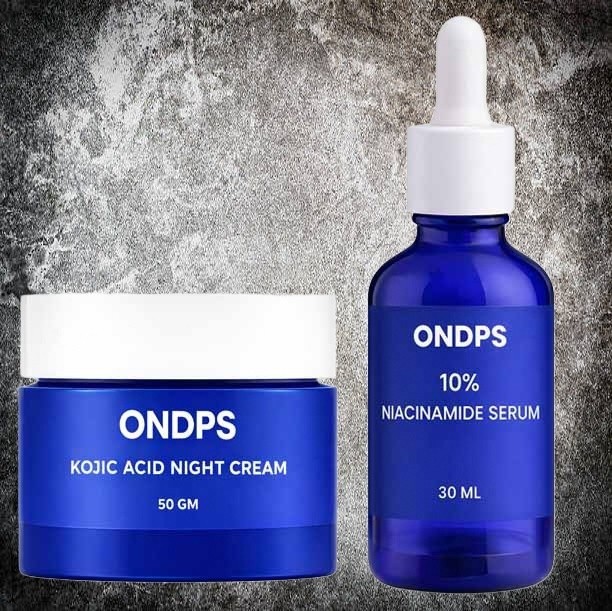 ONDPS
KOJIC ACID NIGHT CREAM
50 GM
ONDPS
10%
NIACINAMIDE SERUM
30 ML